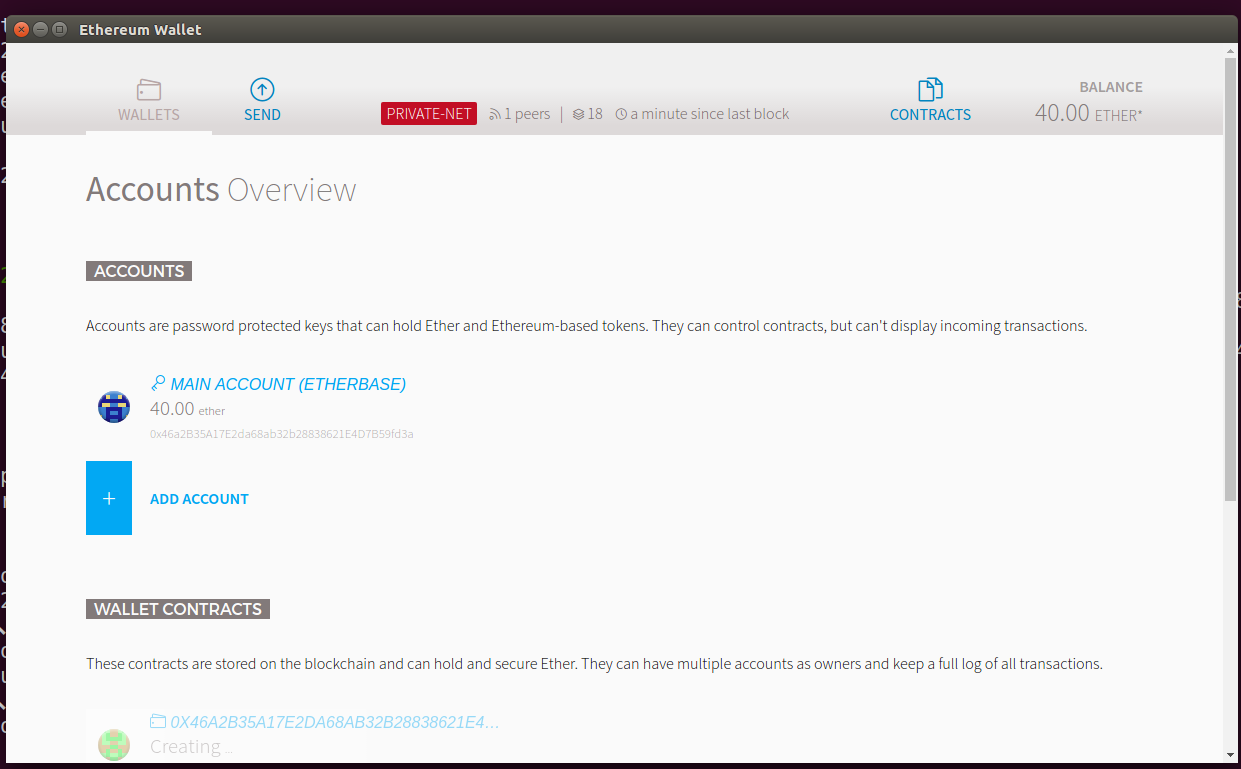 Ethereum Wallet
WALLETS
SEND
PRIVATE-NET 1 peers | 18 a minute since last block
CONTRACTS
BALANCE
40.00 ETHER*
Accounts Overview
ACCOUNTS
Accounts are password protected keys that can hold Ether and Ethereum-based tokens. They can control contracts, but can't display incoming transactions.
MAIN ACCOUNT (ETHERBASE)
40.00 ether
0x46a2B35A17E2da68ab32b28838621E4D7B59fd3a
+ ADD ACCOUNT
WALLET CONTRACTS
These contracts are stored on the blockchain and can hold and secure Ether. They can have multiple accounts as owners and keep a full log of all transactions.
0X46A2B35A17E2DA68AB32B28838621E4...
Creating ...